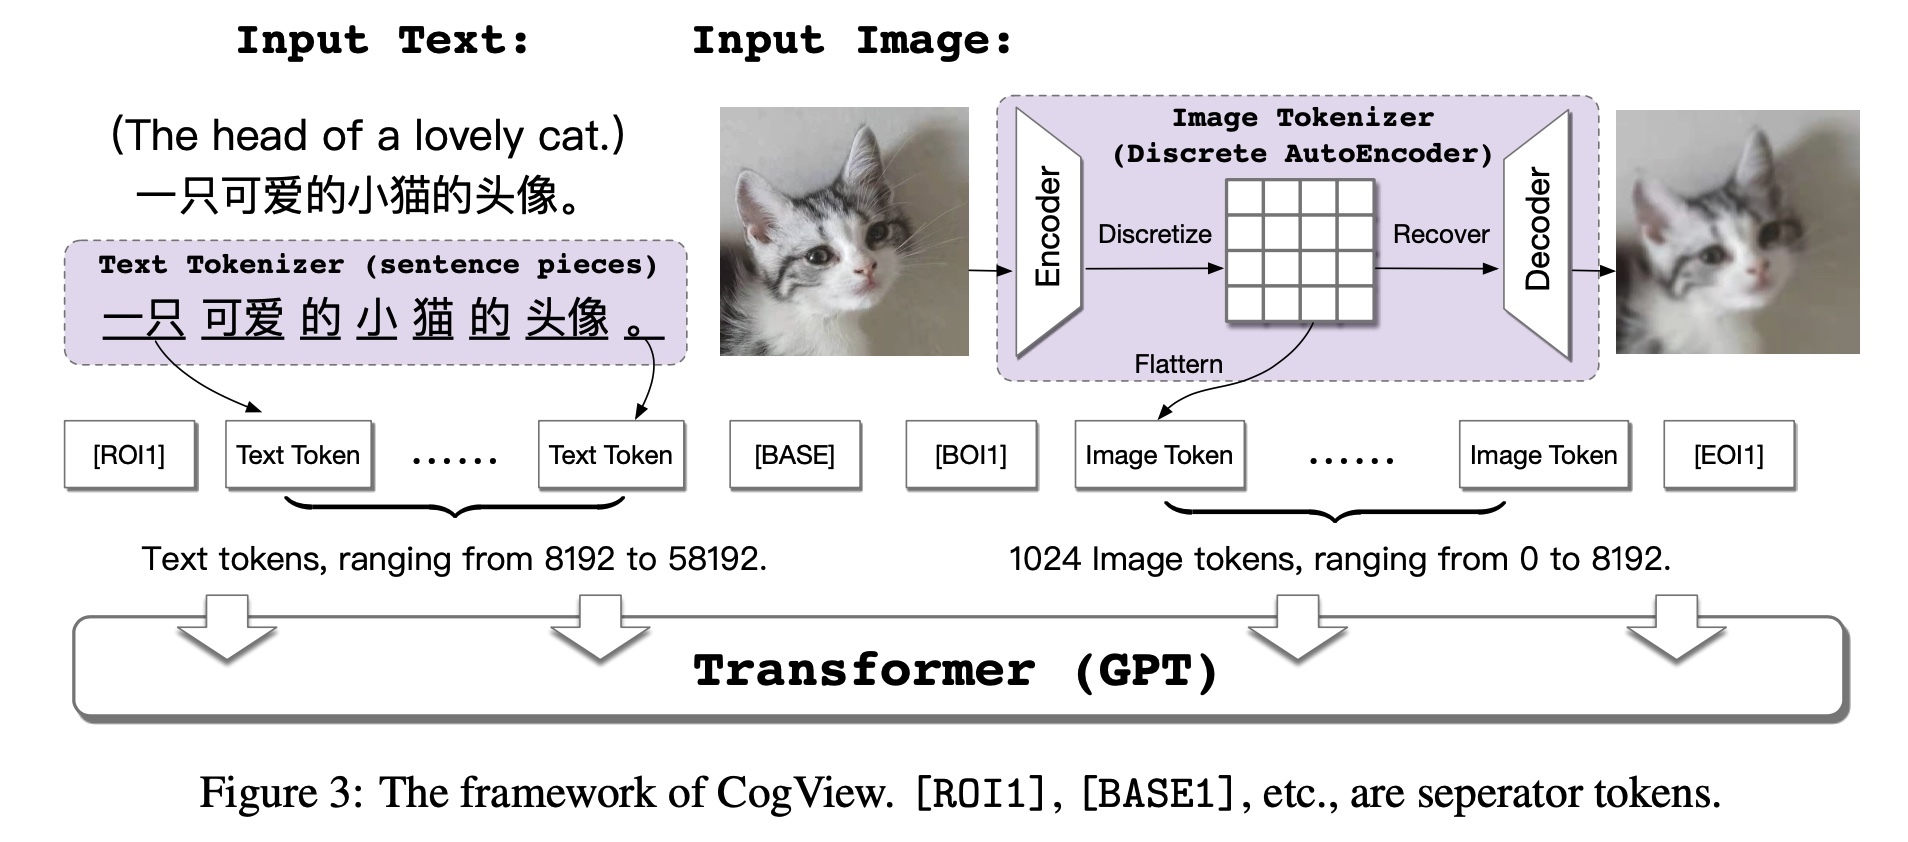 Input Text:
Input Image:
(The head of a lovely cat.)
一只可爱的小猫的头像。
Text Tokenizer (sentence pieces)
一只 可爱 的 小 猫 的 头像 。
Image Tokenizer
(Discrete AutoEncoder)
Encoder
Discretize
Recover
Decoder
Flattern
[ROI1] Text Token ...... Text Token [BASE] [BOI1] Image Token ...... Image Token [EOI1]
Text tokens, ranging from 8192 to 58192.
1024 Image tokens, ranging from 0 to 8192.
Transformer (GPT)
Figure 3: The framework of CogView. [ROI1], [BASE1], etc., are seperator tokens.